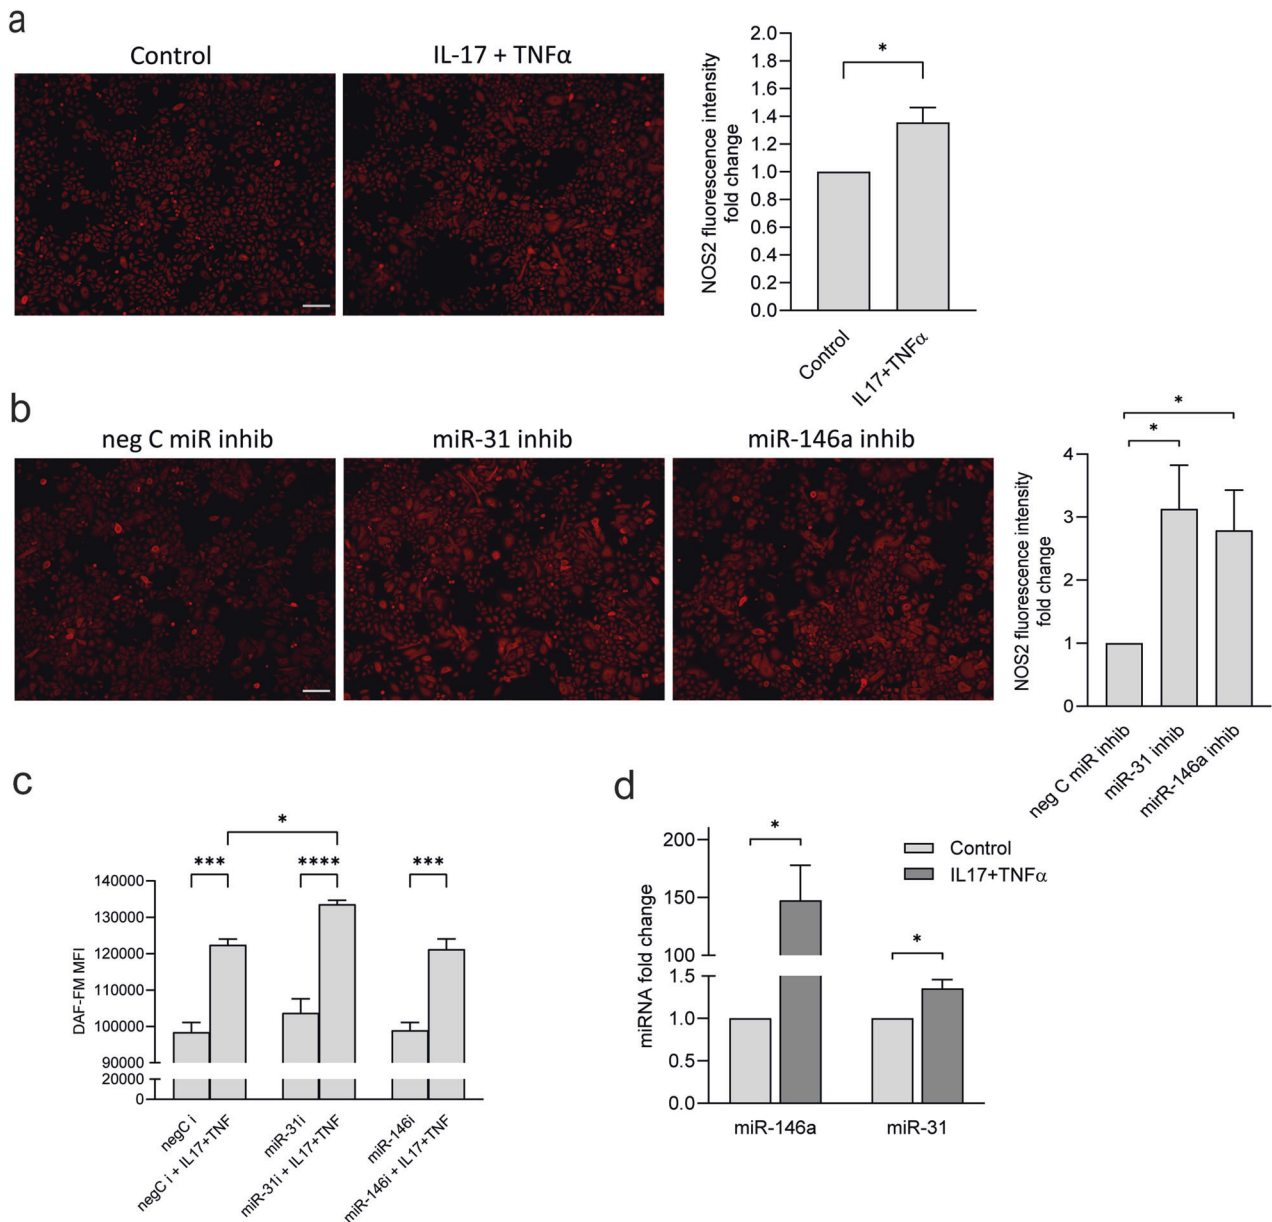 a
Control
IL-17 + TNFα
NOS2 fluorescence intensity
fold change
2.0
1.8
1.6
1.4
1.2
1.0
0.8
0.6
0.4
0.2
0.0
*
Control
IL17+TNFα
b
neg C miR inhib
miR-31 inhib
miR-146a inhib
NOS2 fluorescence intensity
fold change
4
3
2
1
0
*
*
neg C miR inhib
miR-31 inhib
mirR-146a inhib
c
DAF-FM MFI
140000
130000
120000
110000
100000
90000
20000
0
*
***
****
***
negC i
negC i + IL17+TNF
miR-31i
miR-31i + IL17+TNF
miR-146i
miR-146i + IL17+TNF
d
miRNA fold change
200
150
100
1.5
1.0
0.5
0.0
*
*
Control
IL17+TNFα
miR-146a
miR-31